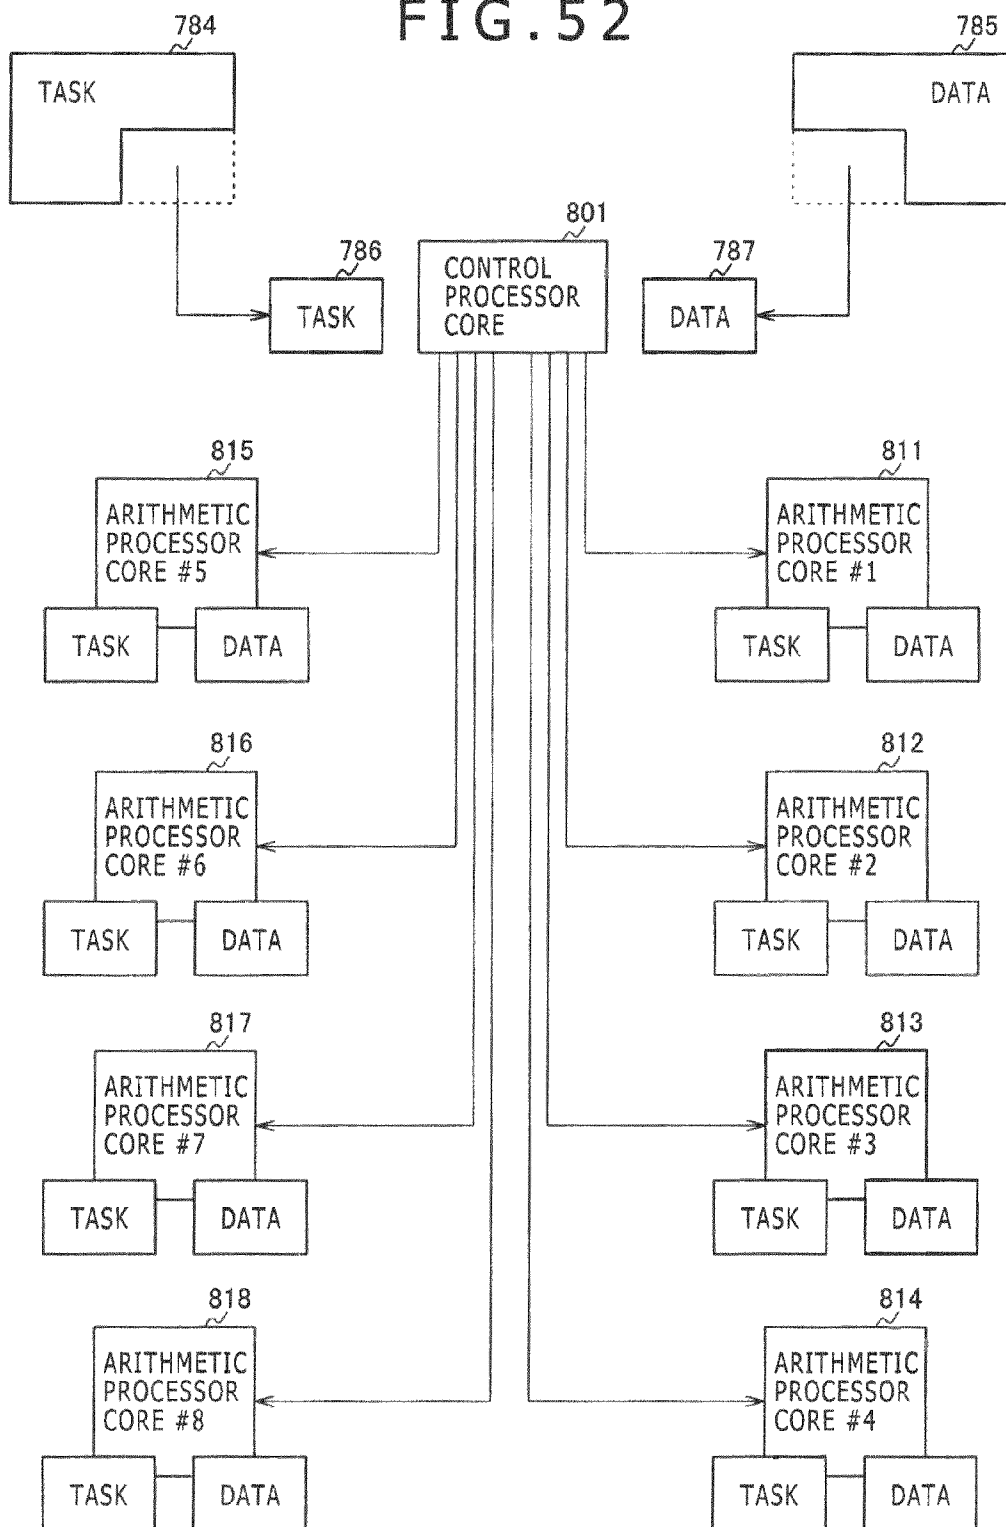 FIG.52
784
785
TASK
DATA
801
786
787
CONTROL
PROCESSOR
CORE
TASK
DATA
815
811
ARITHMETIC
PROCESSOR
CORE #5
ARITHMETIC
PROCESSOR
CORE #1
TASK
DATA
TASK
DATA
816
812
ARITHMETIC
PROCESSOR
CORE #6
ARITHMETIC
PROCESSOR
CORE #2
TASK
DATA
TASK
DATA
817
813
ARITHMETIC
PROCESSOR
CORE #7
ARITHMETIC
PROCESSOR
CORE #3
TASK
DATA
TASK
DATA
818
814
ARITHMETIC
PROCESSOR
CORE #8
ARITHMETIC
PROCESSOR
CORE #4
TASK
DATA
TASK
DATA